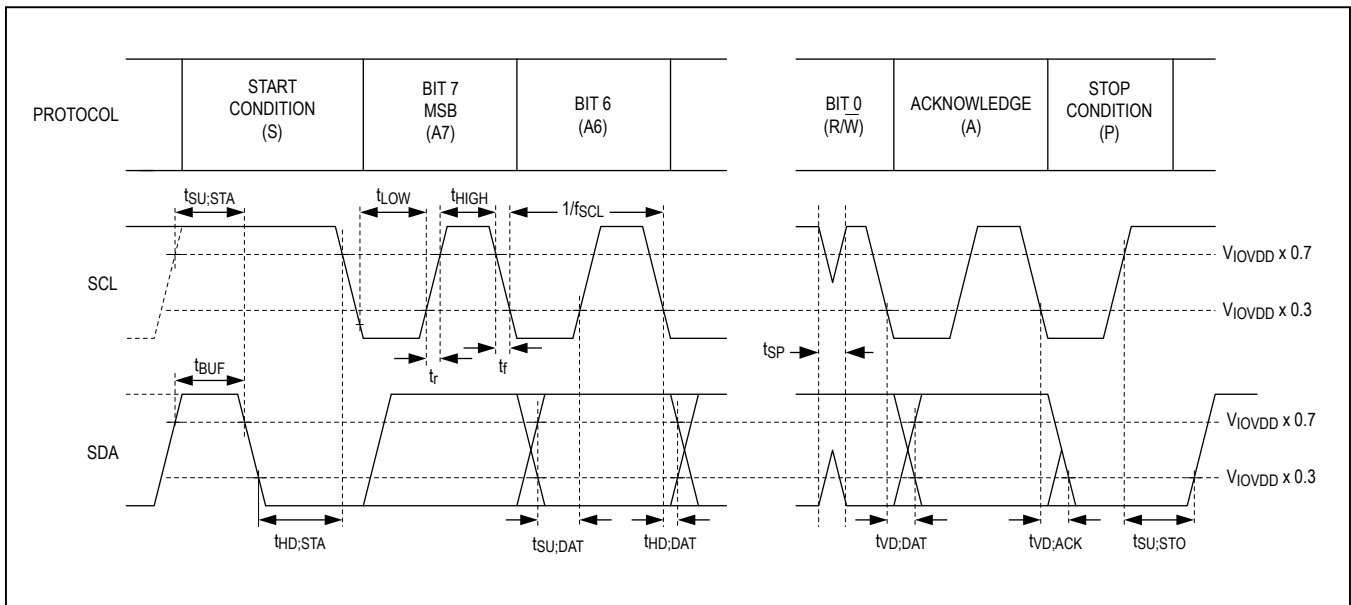 PROTOCOL
START
CONDITION
(S)
BIT 7
MSB
(A7)
BIT 6
(A6)
BIT 0
(R/W̅)
ACKNOWLEDGE
(A)
STOP
CONDITION
(P)
tSU;STA
tLOW
tHIGH
1/fSCL
SCL
VIOVDD x 0.7
VIOVDD x 0.3
tr
tf
tSP
tBUF
SDA
VIOVDD x 0.7
VIOVDD x 0.3
tHD;STA
tSU;DAT
tHD;DAT
tVD;DAT
tVD;ACK
tSU;STO